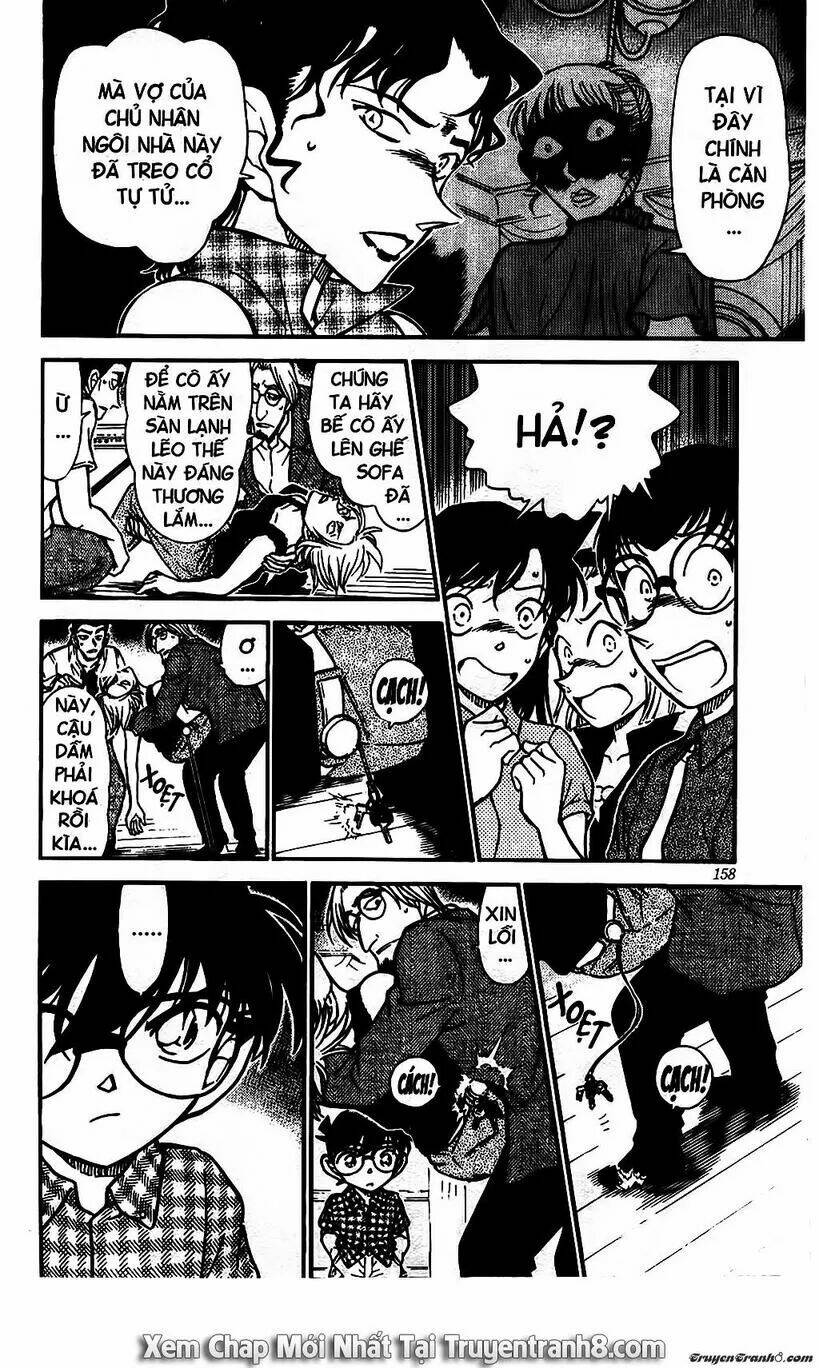 TẠI VÌ
ĐÂY
CHÍNH
LÀ CĂN
PHÒNG
...
MÀ VỢ CỦA
CHỦ NHÂN
NGÔI NHÀ NÀY
ĐÃ TREO CỔ
TỰ TỬ...
HẢ!?
CHÚNG
TA HÃY
BẾ CÔ ẤY
LÊN GHẾ
SOFA
ĐÃ
...
ĐỂ CÔ ẤY
NẰM TRÊN
SÀN LẠNH
LẼO THẾ
NÀY ĐÁNG
THƯƠNG
LẮM...
Ừ
...
CẠCH!
Ơ
...
XOẸT
NÀY,
CẬU
DẪM
PHẢI
KHOÁ
RỒI
KÌA...
158
XOẸT
CẠCH!
XIN
LỖI
...
CÁCH!
......
Xem Chap Mới Nhất Tại Truyentranh8.com
TruyenTranh8.com